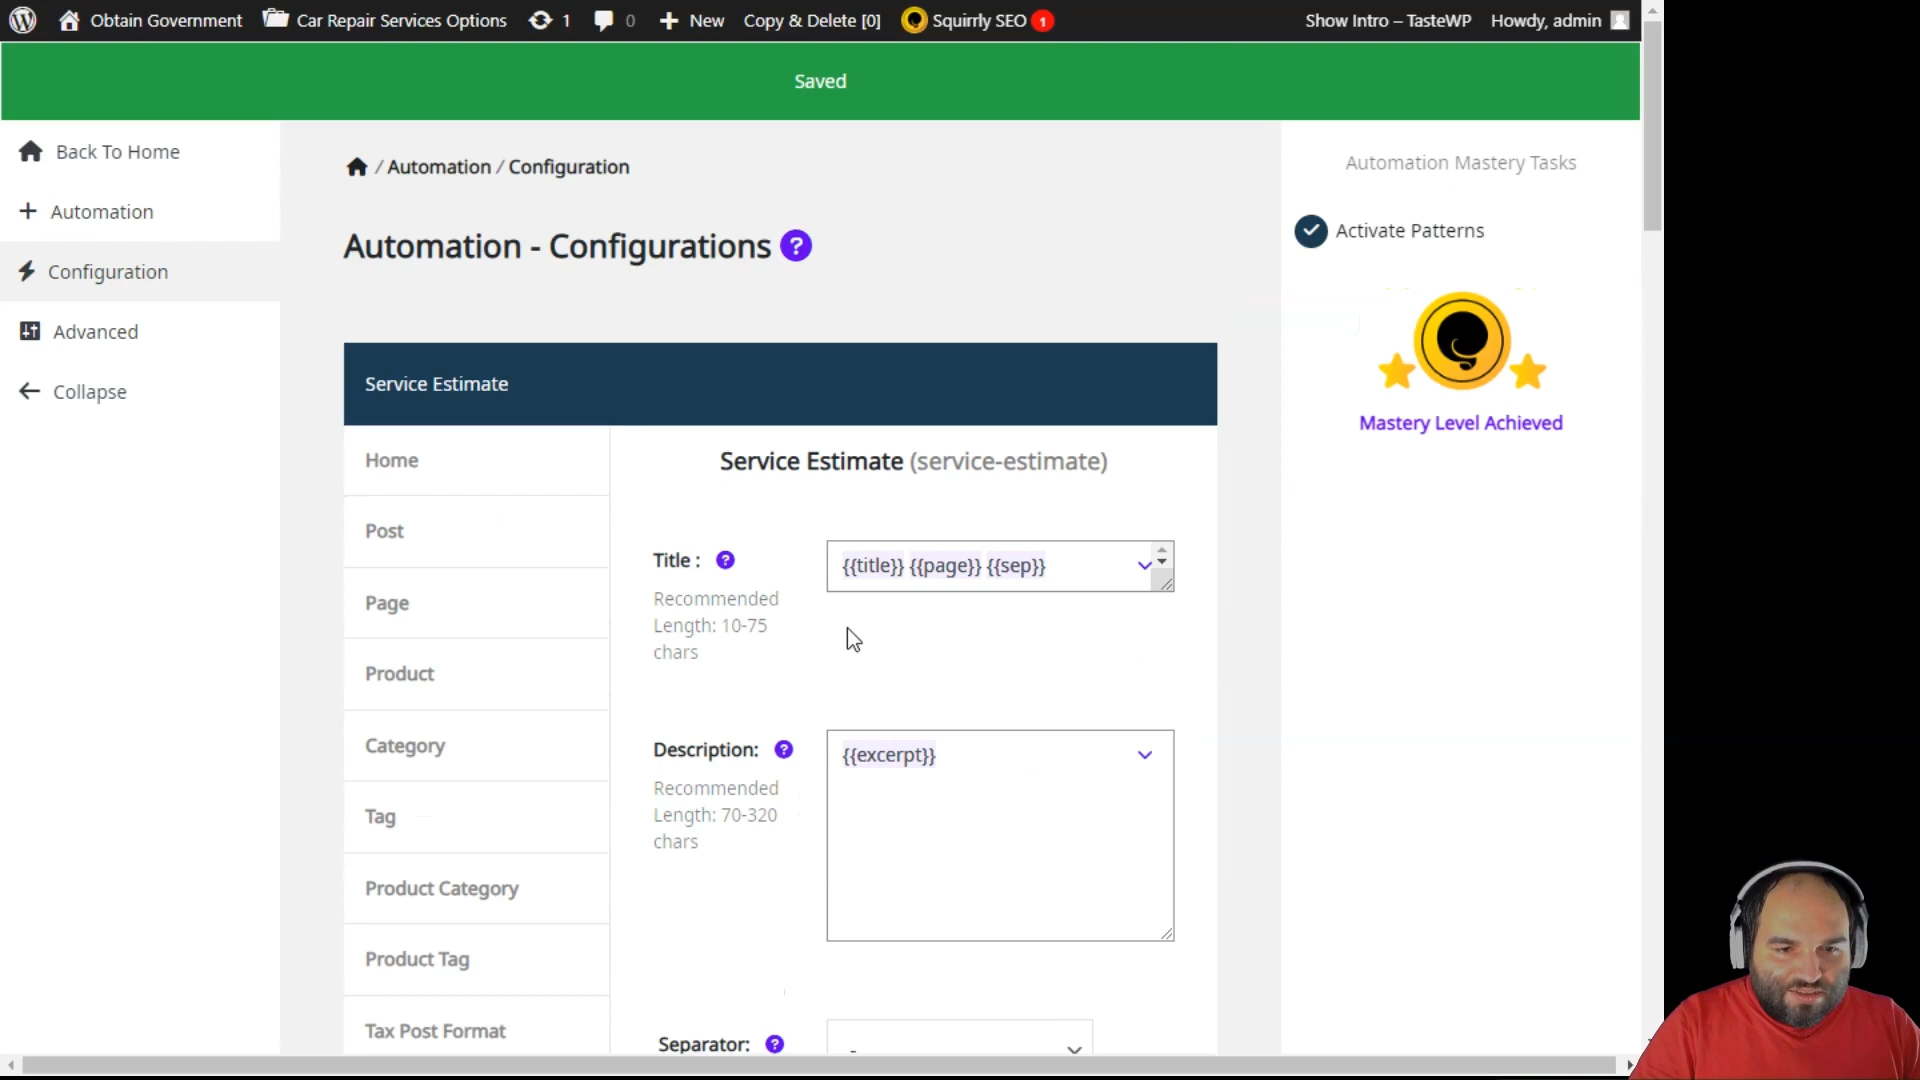 Obtain Government
Car Repair Services Options
1
0
New
Copy & Delete [0]
Squirrly SEO 1
Show Intro – TasteWP
Howdy, admin
Saved
Back To Home
Automation
Configuration
Advanced
Collapse
/ Automation / Configuration
Automation - Configurations ?
Service Estimate
Home
Post
Page
Product
Category
Tag
Product Category
Product Tag
Tax Post Format
Service Estimate (service-estimate)
Title : ?
Recommended
Length: 10-75
chars
{{title}} {{page}} {{sep}}
Description: ?
Recommended
Length: 70-320
chars
{{excerpt}}
Separator: ?
-
Automation Mastery Tasks
Activate Patterns
Mastery Level Achieved